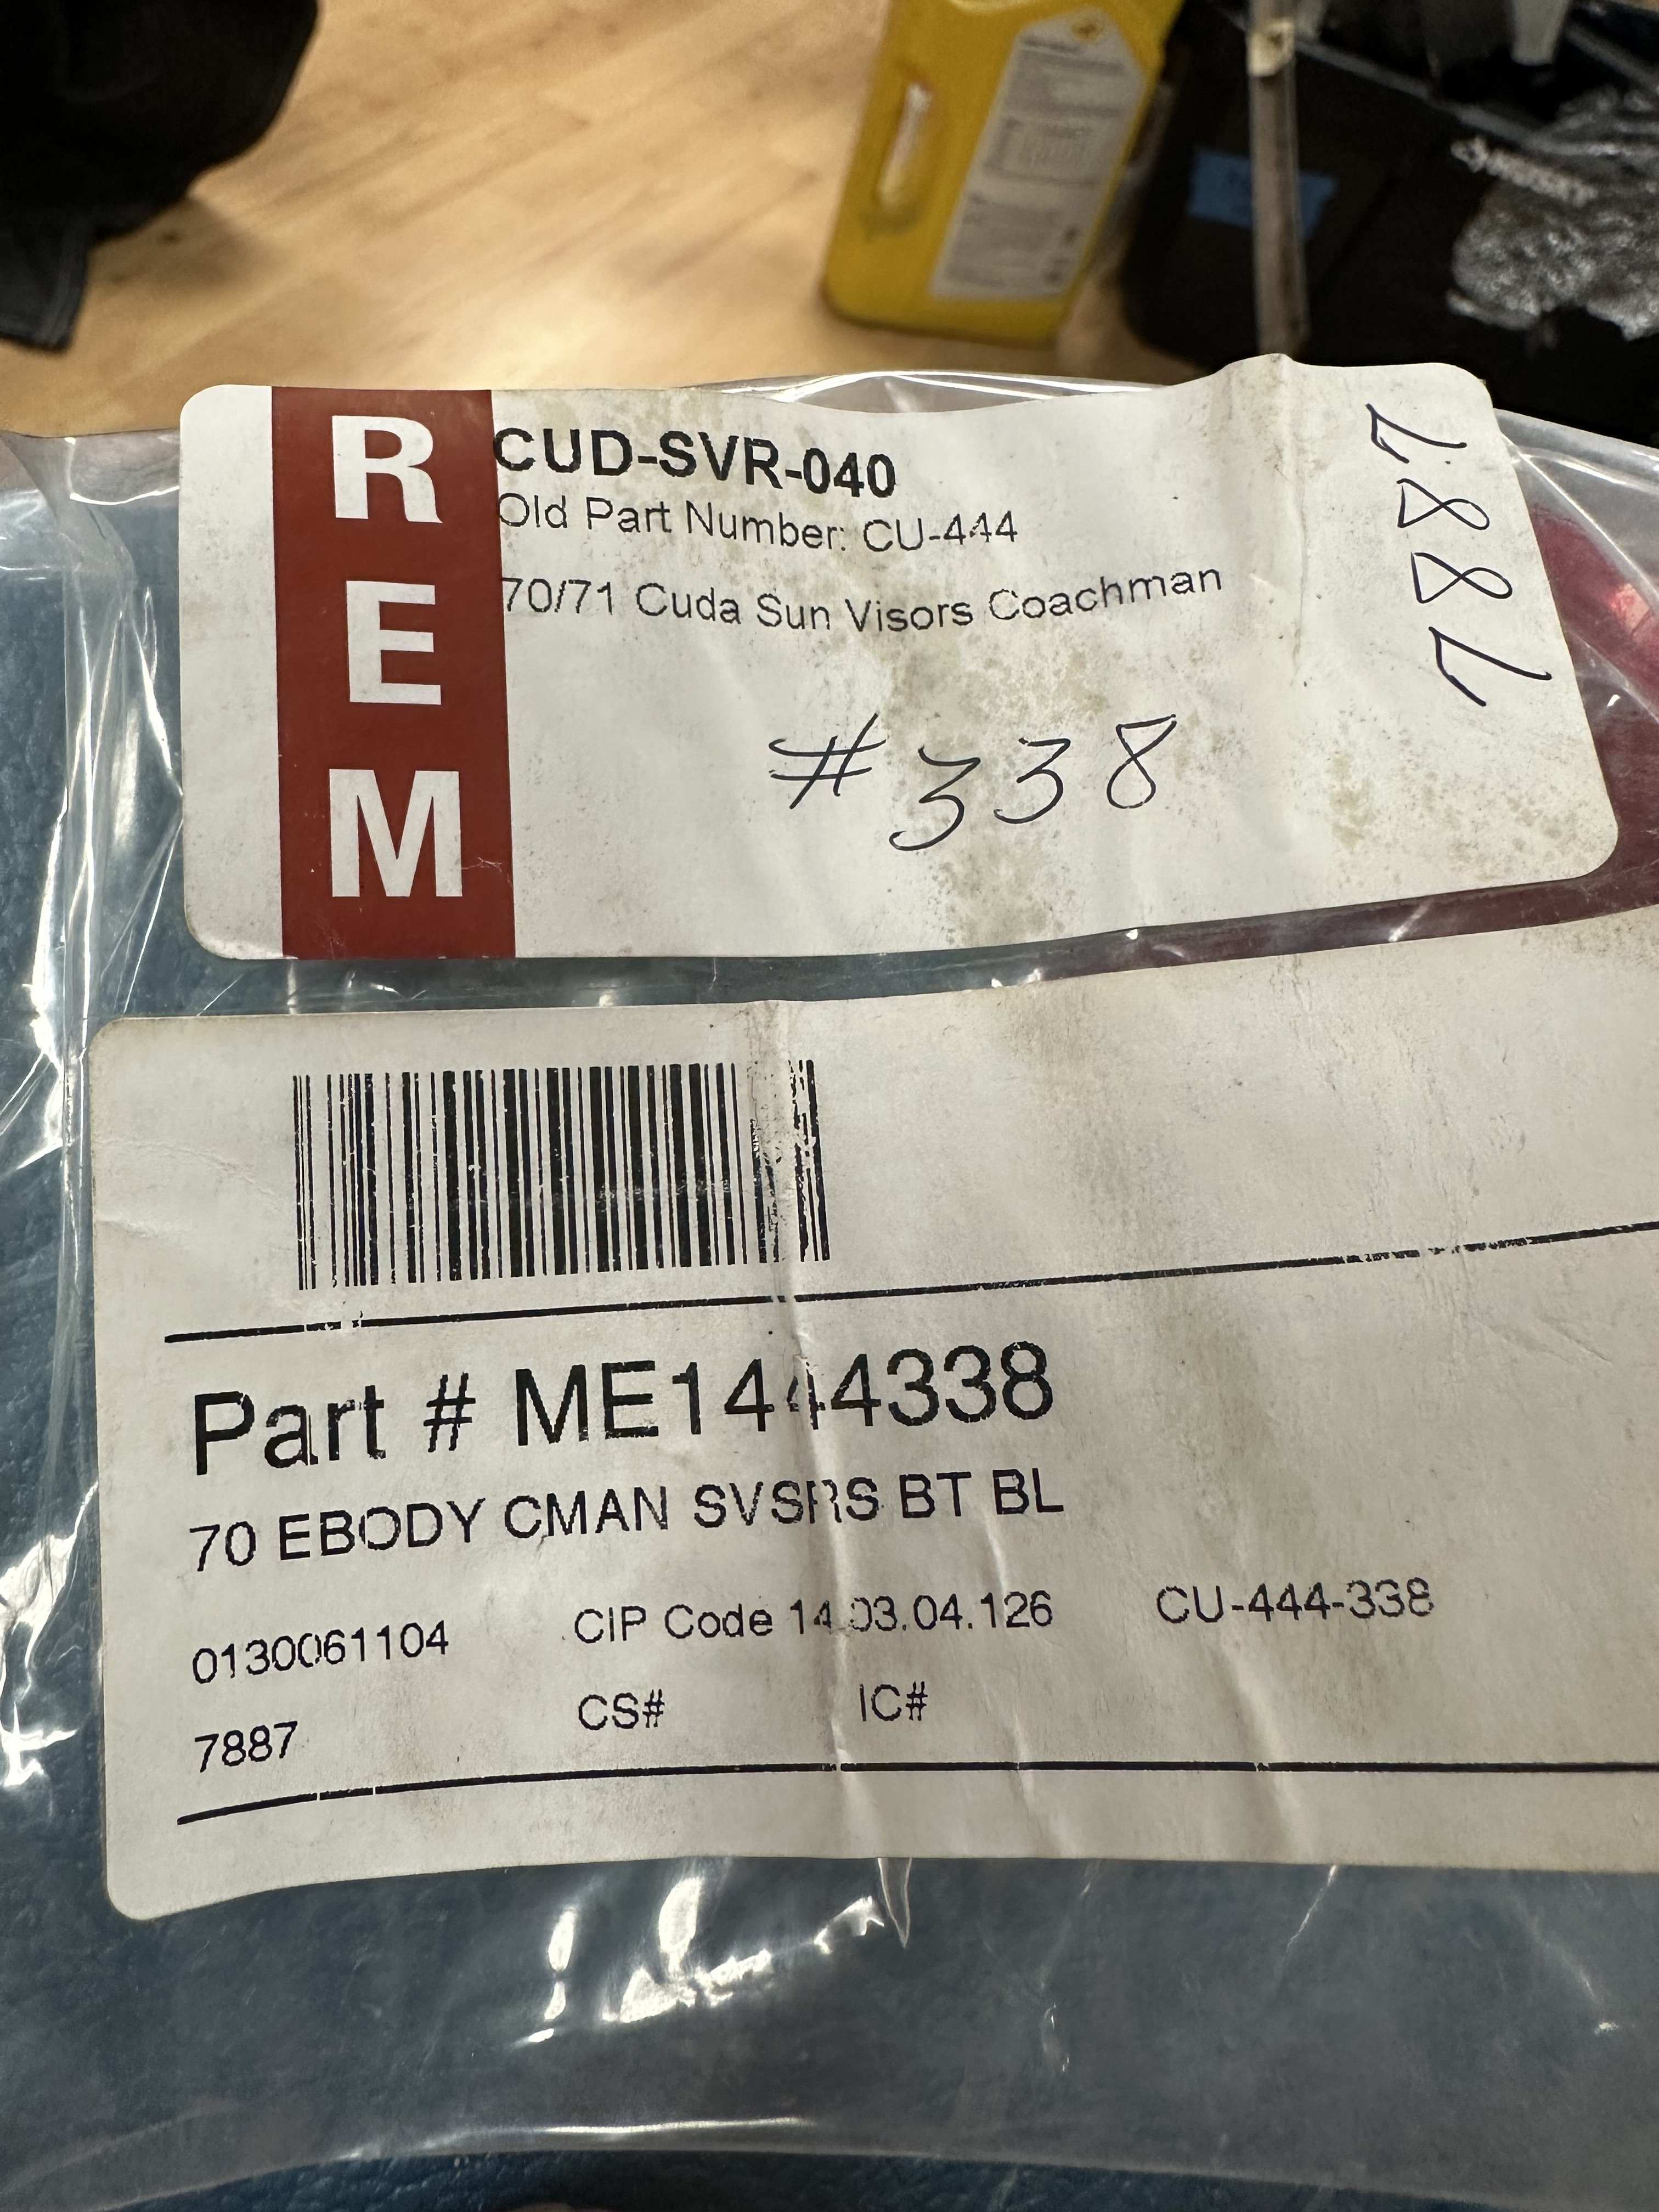 REM
CUD-SVR-040
Old Part Number: CU-444
70/71 Cuda Sun Visors Coachman
#338
7887
Part # ME1444338
70 EBODY CMAN SVSRS BT BL
0130061104 CIP Code 14.03.04.126 CU-444-338
7887 CS# IC#